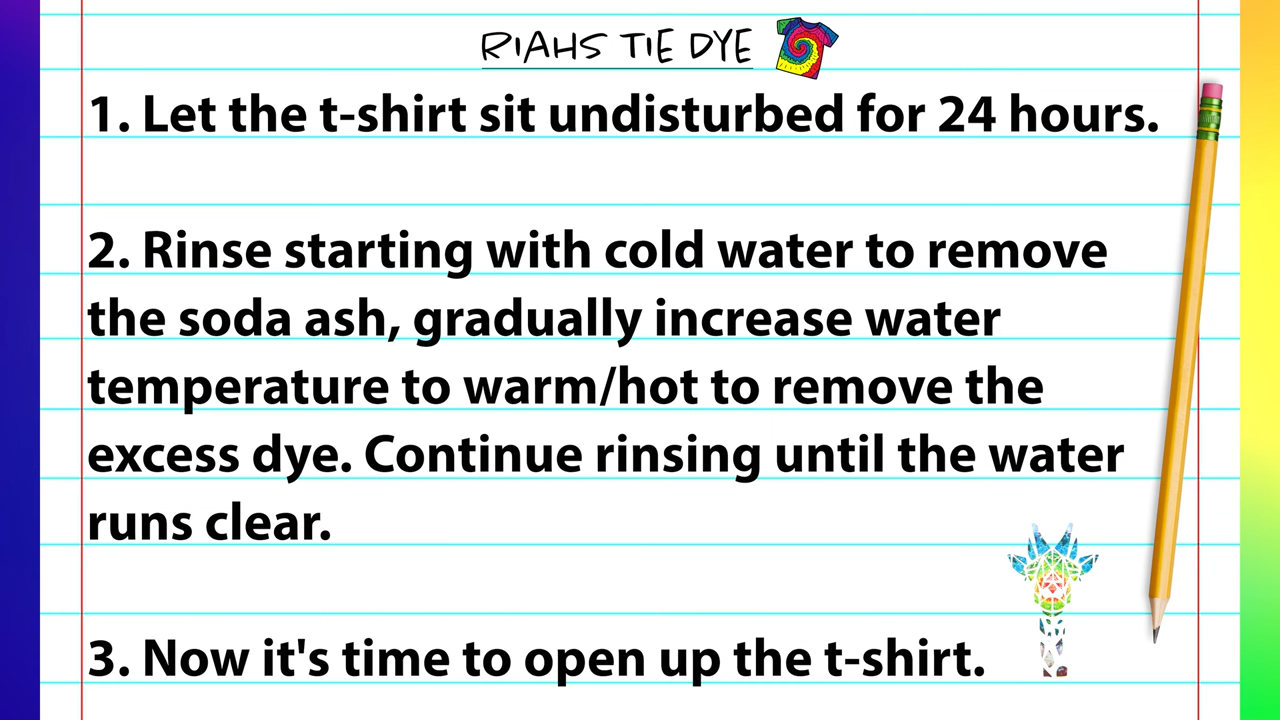 RIAHS TIE DYE
1. Let the t-shirt sit undisturbed for 24 hours.
2. Rinse starting with cold water to remove
the soda ash, gradually increase water
temperature to warm/hot to remove the
excess dye. Continue rinsing until the water
runs clear.
3. Now it's time to open up the t-shirt.